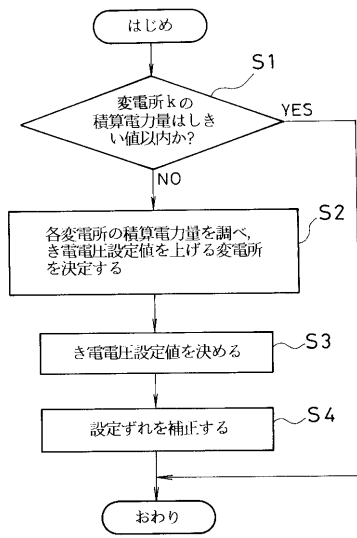 はじめ
S1
変電所kの
積算電力量はしき
い値以内か?
YES
NO
S2
各変電所の積算電力量を調べ,
き電電圧設定値を上げる変電所
を決定する
S3
き電電圧設定値を決める
S4
設定ずれを補正する
おわり